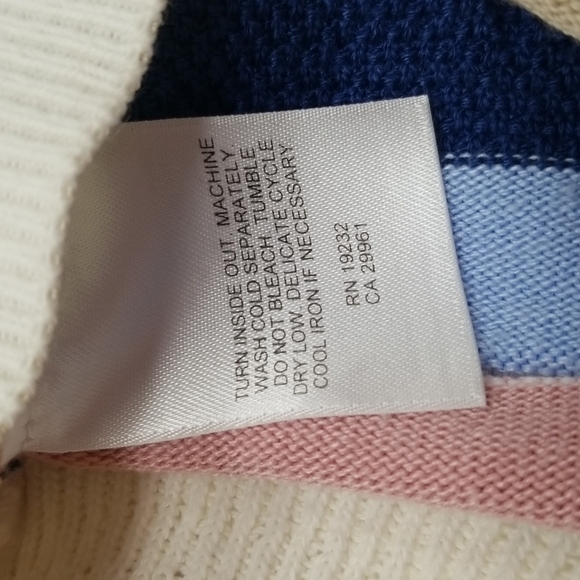 TURN INSIDE OUT MACHINE
WASH COLD SEPARATELY
DO NOT BLEACH TUMBLE
DRY LOW. DELICATE CYCLE
COOL IRON IF NECESSARY
RN 19232
CA 29961